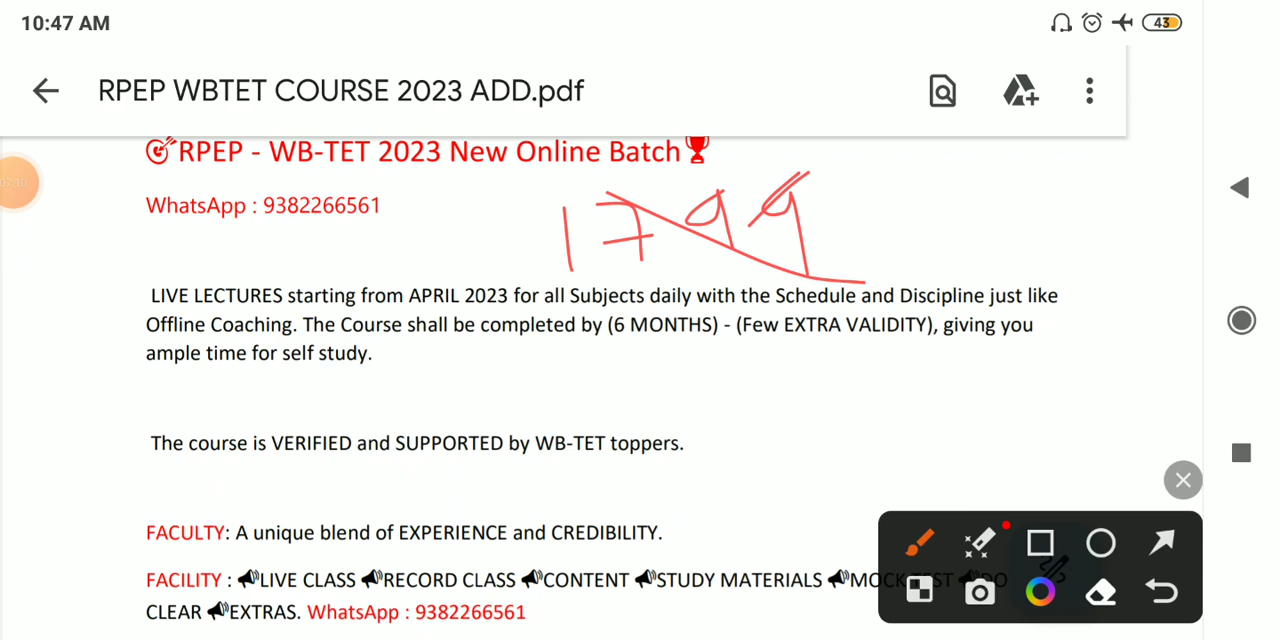 10:47 AM
43
RPEP WBTET COURSE 2023 ADD.pdf
RPEP - WB-TET 2023 New Online Batch
WhatsApp : 9382266561
1799
LIVE LECTURES starting from APRIL 2023 for all Subjects daily with the Schedule and Discipline just like
Offline Coaching. The Course shall be completed by (6 MONTHS) - (Few EXTRA VALIDITY), giving you
ample time for self study.
The course is VERIFIED and SUPPORTED by WB-TET toppers.
FACULTY: A unique blend of EXPERIENCE and CREDIBILITY.
FACILITY : LIVE CLASS RECORD CLASS CONTENT STUDY MATERIALS MOCK TEST DO
CLEAR EXTRAS. WhatsApp : 9382266561